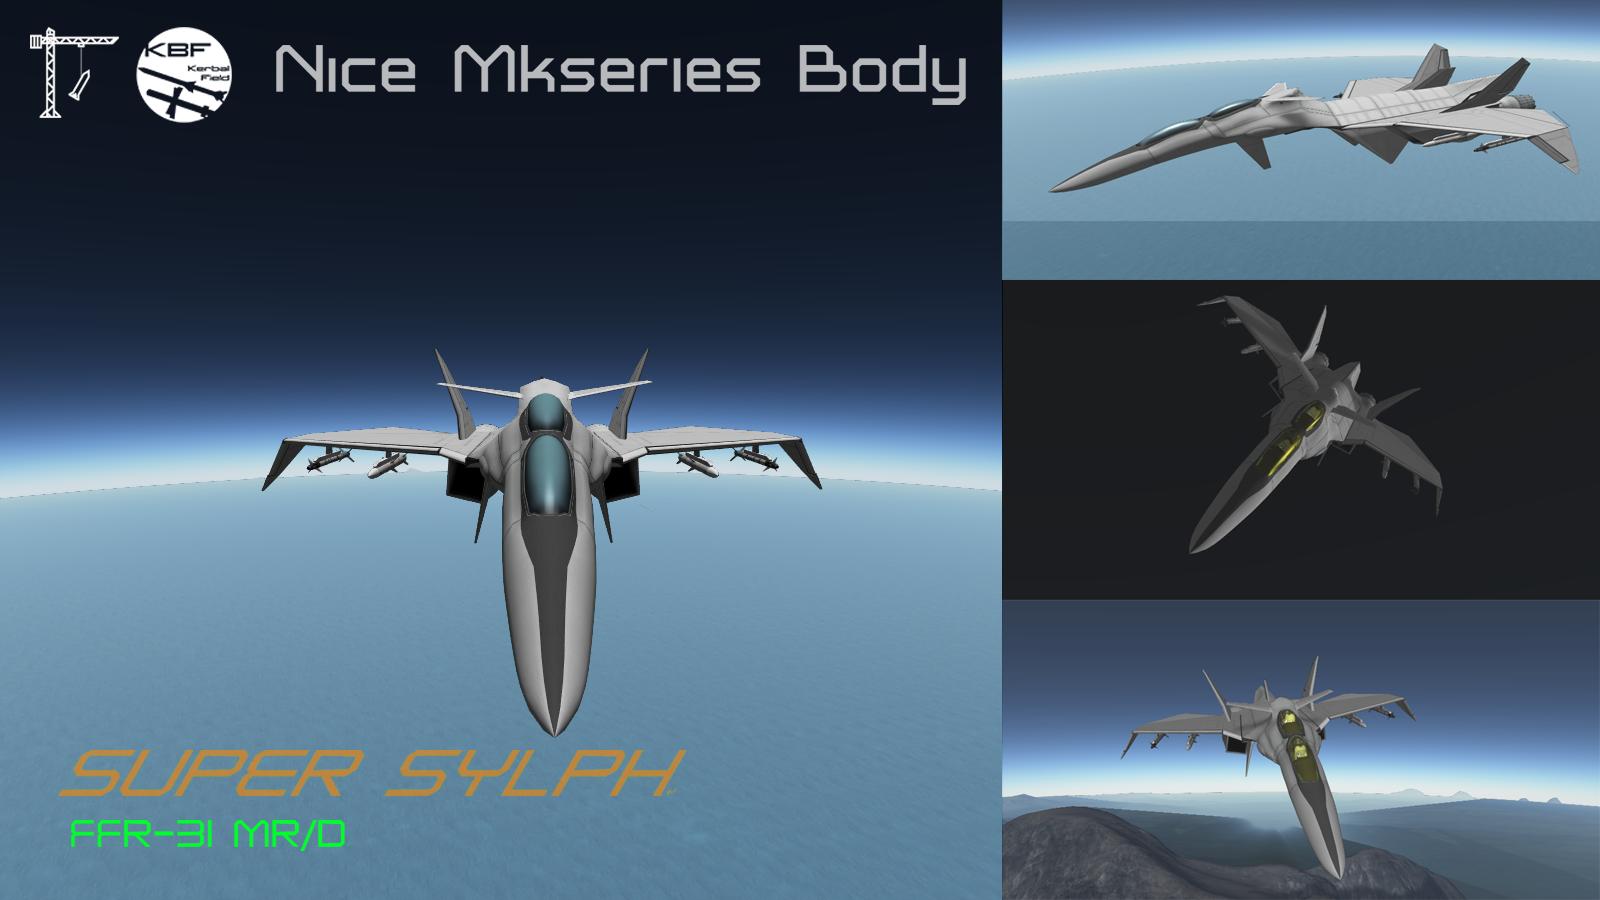 KBF
Kerbal
Field
Nice Mkseries Body
SUPER SYLPH
FFR-31 MR/D